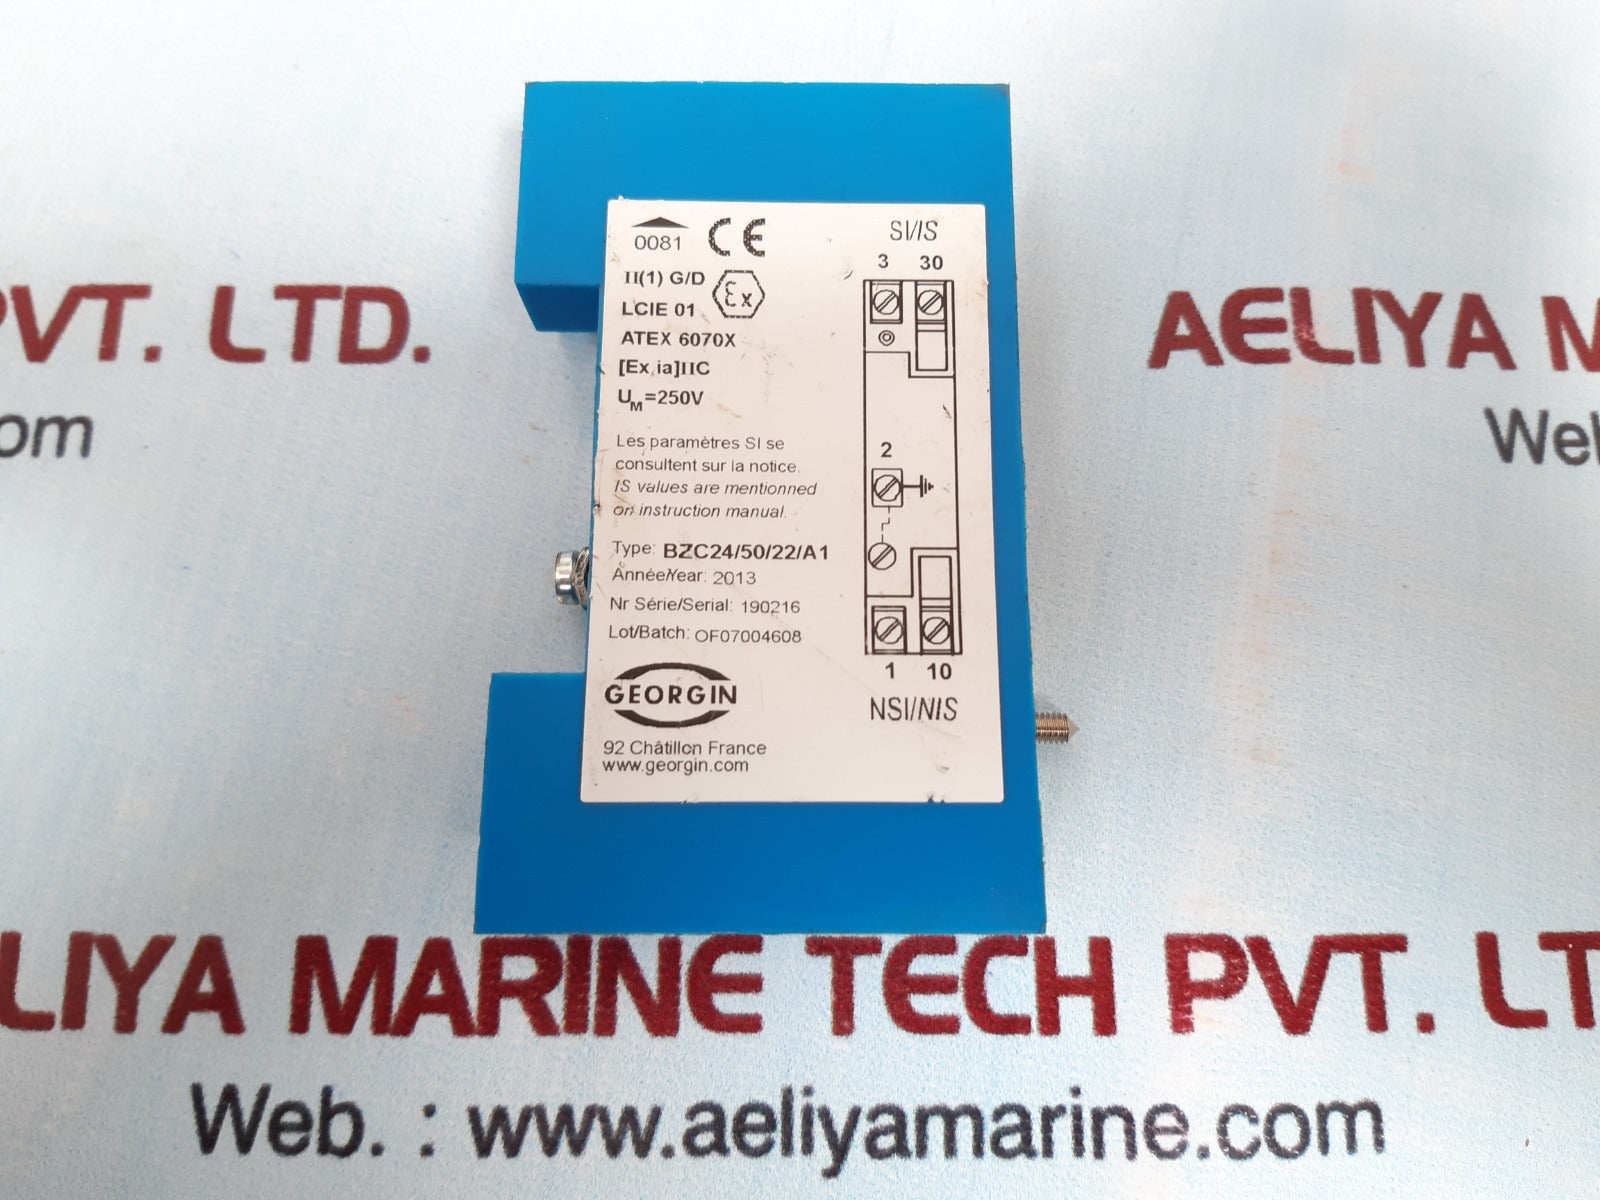 0081 CE
II(1) G/D
Ex
LCIE 01
ATEX 6070X
[Ex ia]IIC
UM=250V
Les paramètres SI se
consultent sur la notice.
IS values are mentionned
on instruction manual.
Type: BZC24/50/22/A1
Année/Year: 2013
Nr Série/Serial: 190216
Lot/Batch: OF07004608
GEORGIN
92 Châtillon France
www.georgin.com
SI/IS
3 30
2
1 10
NSI/NIS
PVT. LTD.
om
AELIYA M
Web
ELIYA MARINE TECH PVT. LT
Web. : www.aeliyamarine.com